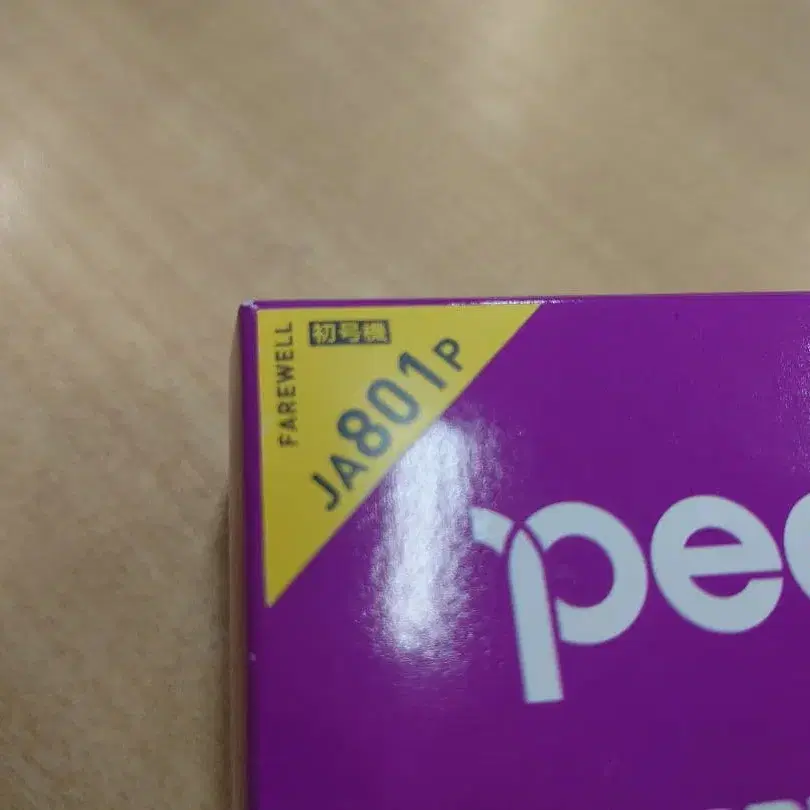 FAREWELL
初号機
JA801P
pe